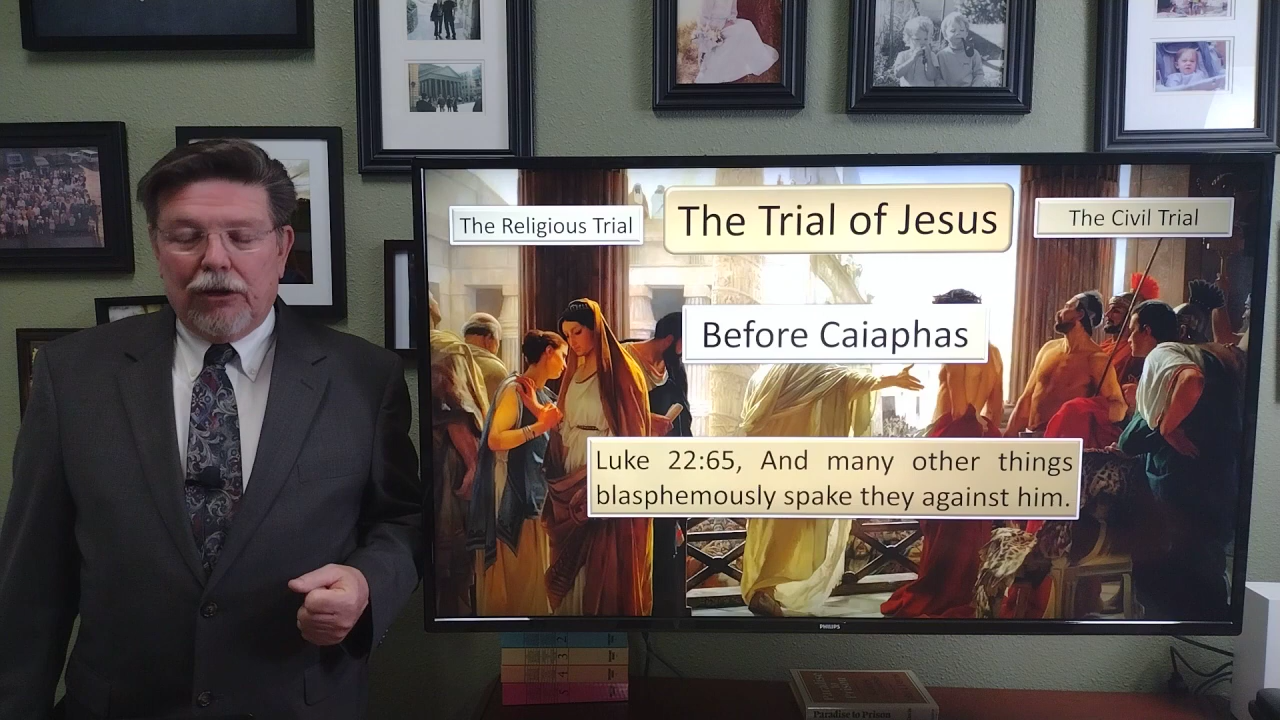 The Religious Trial
The Trial of Jesus
The Civil Trial
Before Caiaphas
Luke 22:65, And many other things
blasphemously spake they against him.
PHILIPS
Paradise to Prison